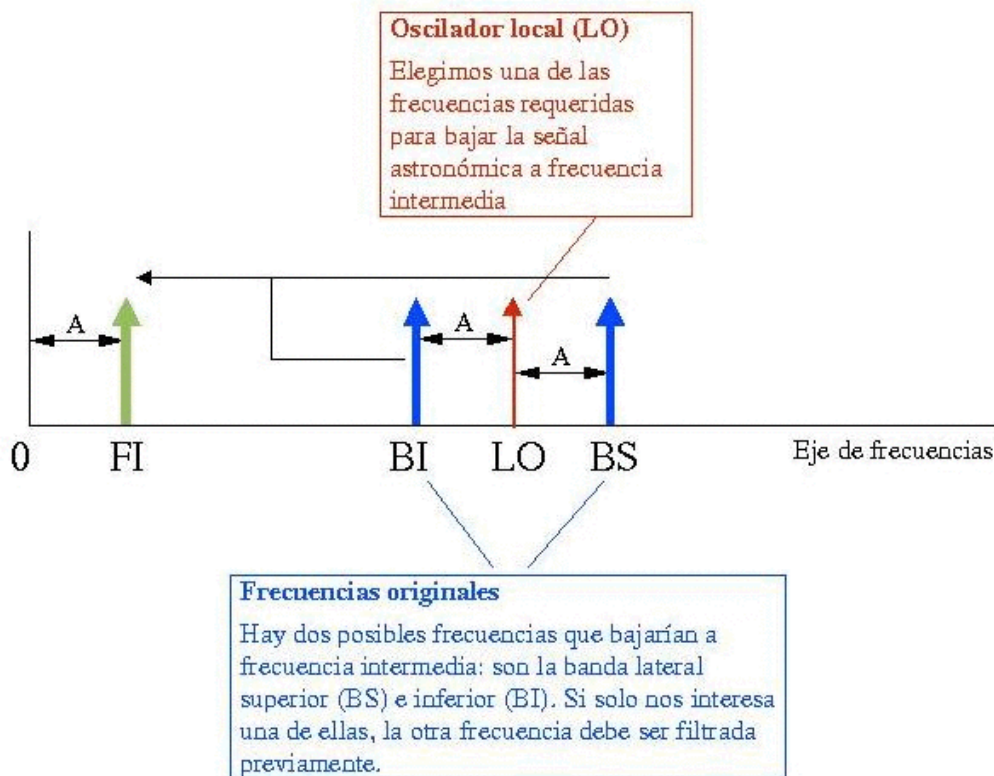 Oscilador local (LO)
Elegimos una de las
frecuencias requeridas
para bajar la señal
astronómica a frecuencia
intermedia
A
A
A
0 FI BI LO BS Eje de frecuencias
Frecuencias originales
Hay dos posibles frecuencias que bajarían a
frecuencia intermedia: son la banda lateral
superior (BS) e inferior (BI). Si solo nos interesa
una de ellas, la otra frecuencia debe ser filtrada
previamente.